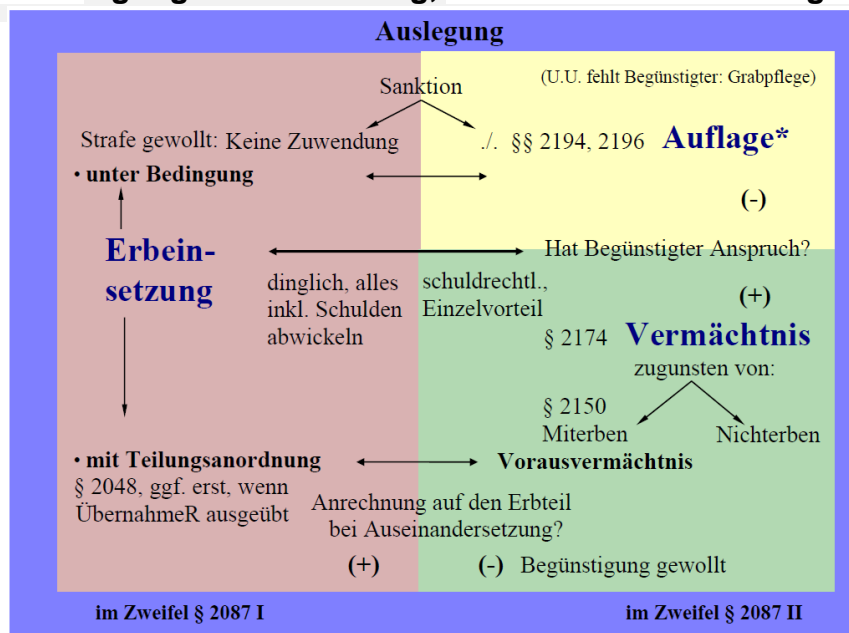 Auslegung
(U.U. fehlt Begünstigter: Grabpflege)
Sanktion
Strafe gewollt: Keine Zuwendung
./. §§ 2194, 2196 Auflage*
• unter Bedingung
(-)
Erbein-
setzung
Hat Begünstigter Anspruch?
dinglich, alles
inkl. Schulden
abwickeln
schuldrechtl.,
Einzelvorteil
(+)
§ 2174 Vermächtnis
zugunsten von:
§ 2150
Miterben
Nichterben
• mit Teilungsanordnung
Vorausvermächtnis
§ 2048, ggf. erst, wenn
ÜbernahmeR ausgeübt
Anrechnung auf den Erbteil
bei Auseinandersetzung?
(+)
(-) Begünstigung gewollt
im Zweifel § 2087 I
im Zweifel § 2087 II